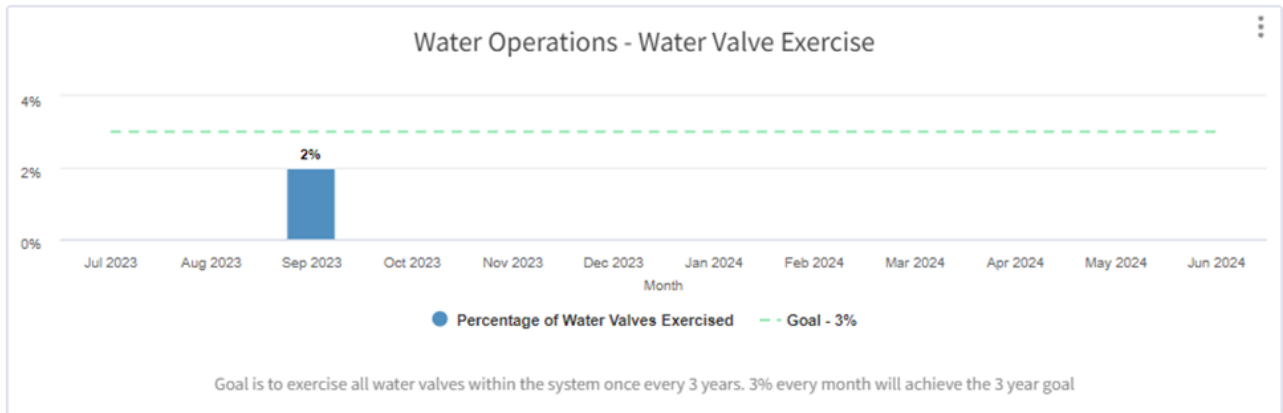 Water Operations - Water Valve Exercise
4%
2%
2%
0%
Jul 2023 Aug 2023 Sep 2023 Oct 2023 Nov 2023 Dec 2023 Jan 2024 Feb 2024 Mar 2024 Apr 2024 May 2024 Jun 2024
Month
Percentage of Water Valves Exercised Goal - 3%
Goal is to exercise all water valves within the system once every 3 years. 3% every month will achieve the 3 year goal